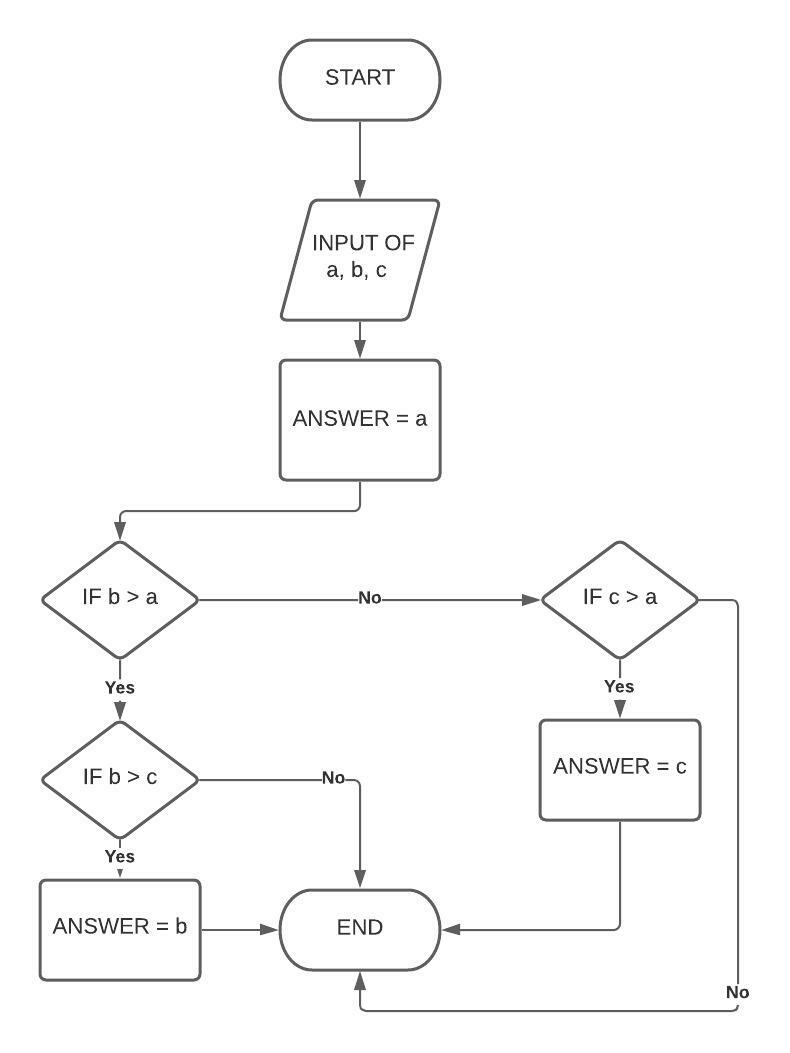 START
INPUT OF
a, b, c
ANSWER = a
IF b > a
No
IF c > a
Yes
Yes
IF b > c
No
ANSWER = c
Yes
ANSWER = b
END
No